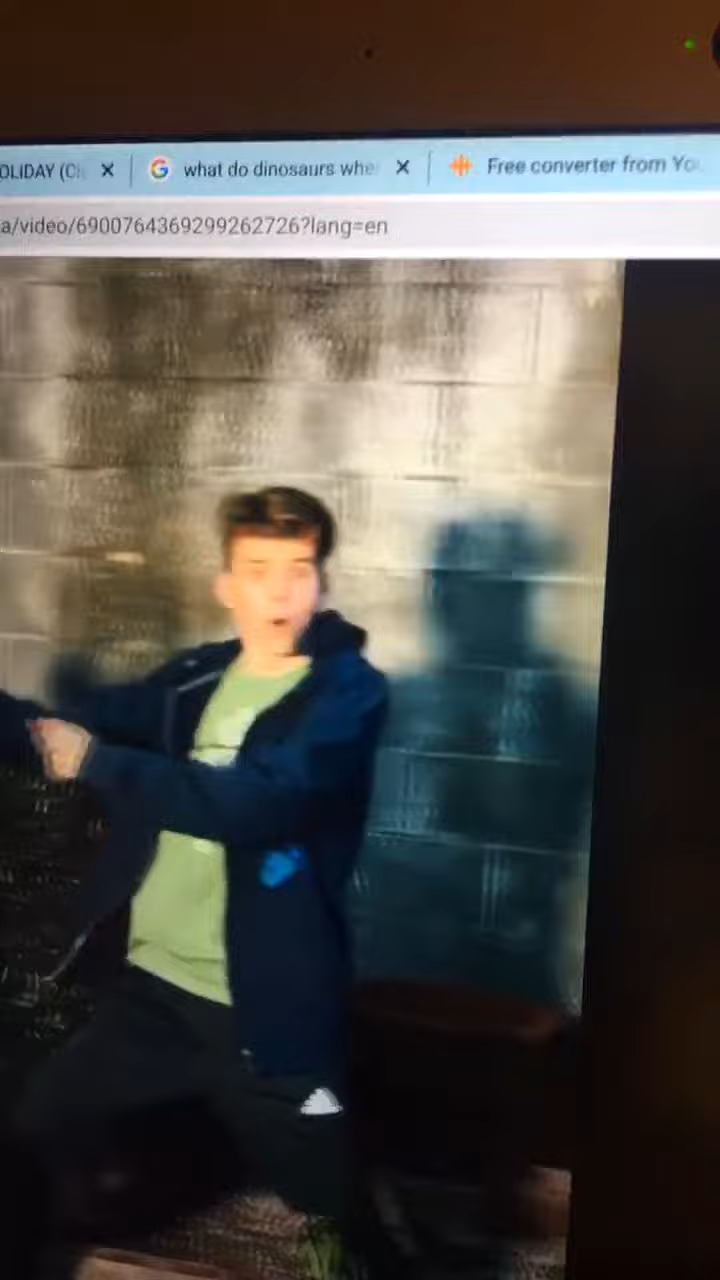 OLIDAY (C
what do dinosaurs whe
Free converter from Yo
a/video/6900764369299262726?lang=en